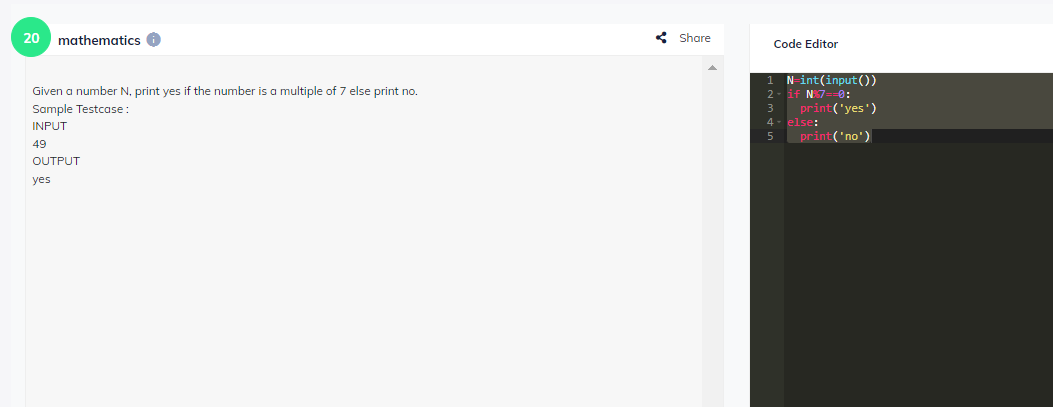 20 mathematics i Share
Given a number N, print yes if the number is a multiple of 7 else print no.
Sample Testcase :
INPUT
49
OUTPUT
yes
Code Editor
1 N=int(input())
2 if N%7==0:
3 print('yes')
4 else:
5 print('no')